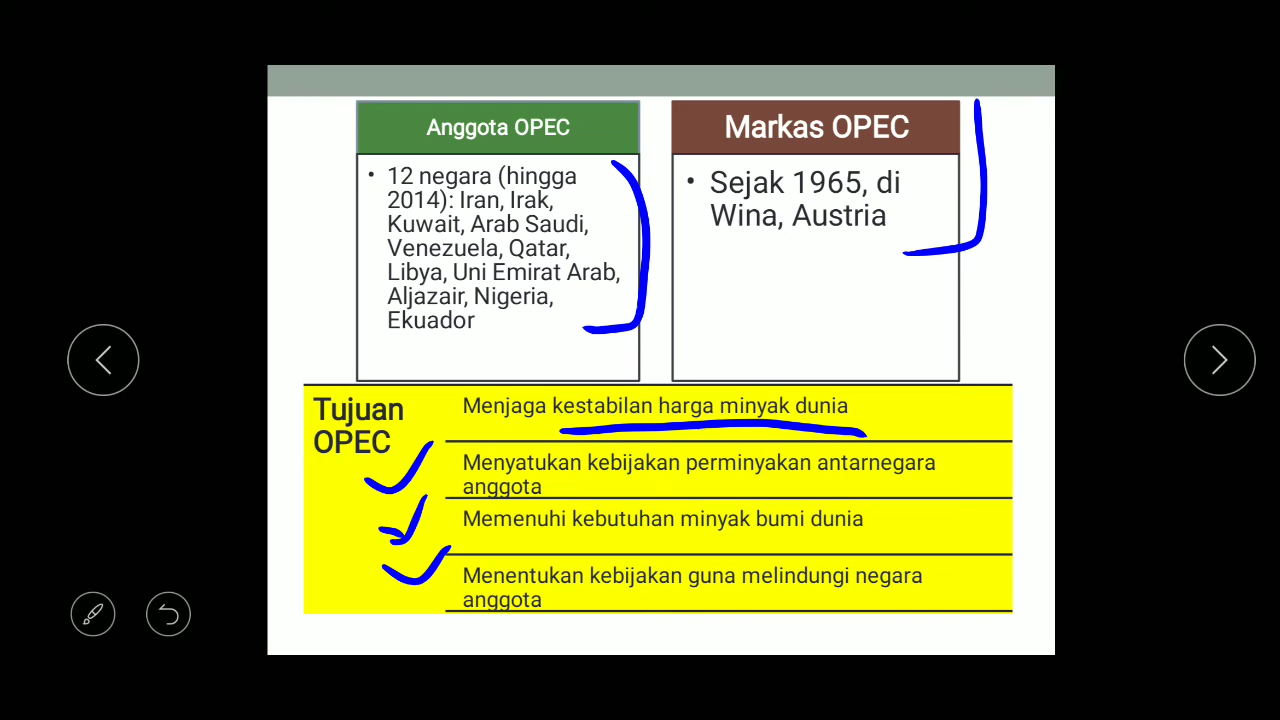 Anggota OPEC
• 12 negara (hingga
2014): Iran, Irak,
Kuwait, Arab Saudi,
Venezuela, Qatar,
Libya, Uni Emirat Arab,
Aljazair, Nigeria,
Ekuador
Markas OPEC
• Sejak 1965, di
Wina, Austria
Tujuan
OPEC
Menjaga kestabilan harga minyak dunia
Menyatukan kebijakan perminyakan antarnegara
anggota
Memenuhi kebutuhan minyak bumi dunia
Menentukan kebijakan guna melindungi negara
anggota